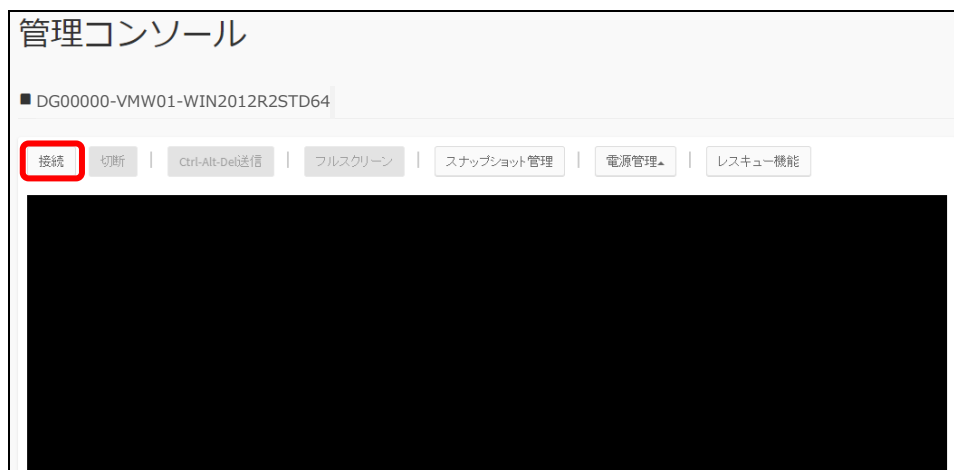 管理コンソール
■ DG00000-VMW01-WIN2012R2STD64
接続 切断 | Ctrl-Alt-Del送信 | フルスクリーン | スナップショット管理 | 電源管理▲ | レスキュー機能